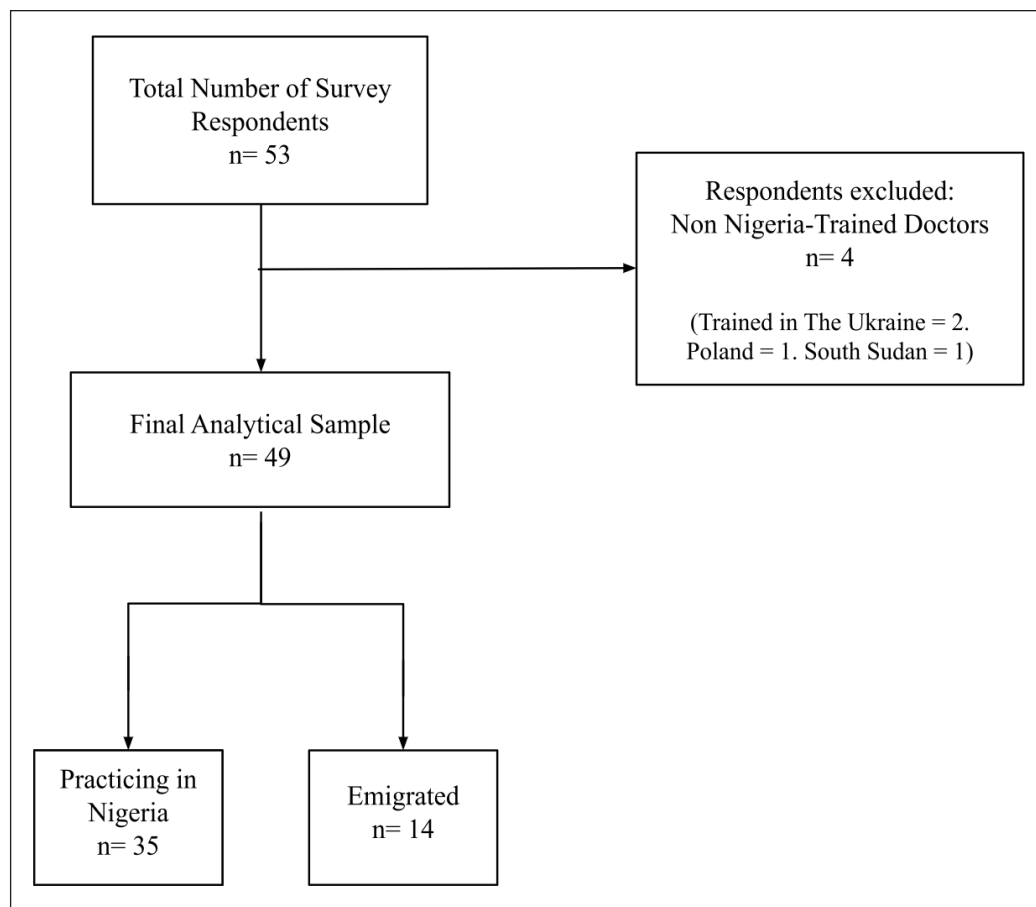 Total Number of Survey
Respondents
n= 53
Respondents excluded:
Non Nigeria-Trained Doctors
n= 4
(Trained in The Ukraine = 2.
Poland = 1. South Sudan = 1)
Final Analytical Sample
n= 49
Practicing in
Nigeria
n= 35
Emigrated
n= 14